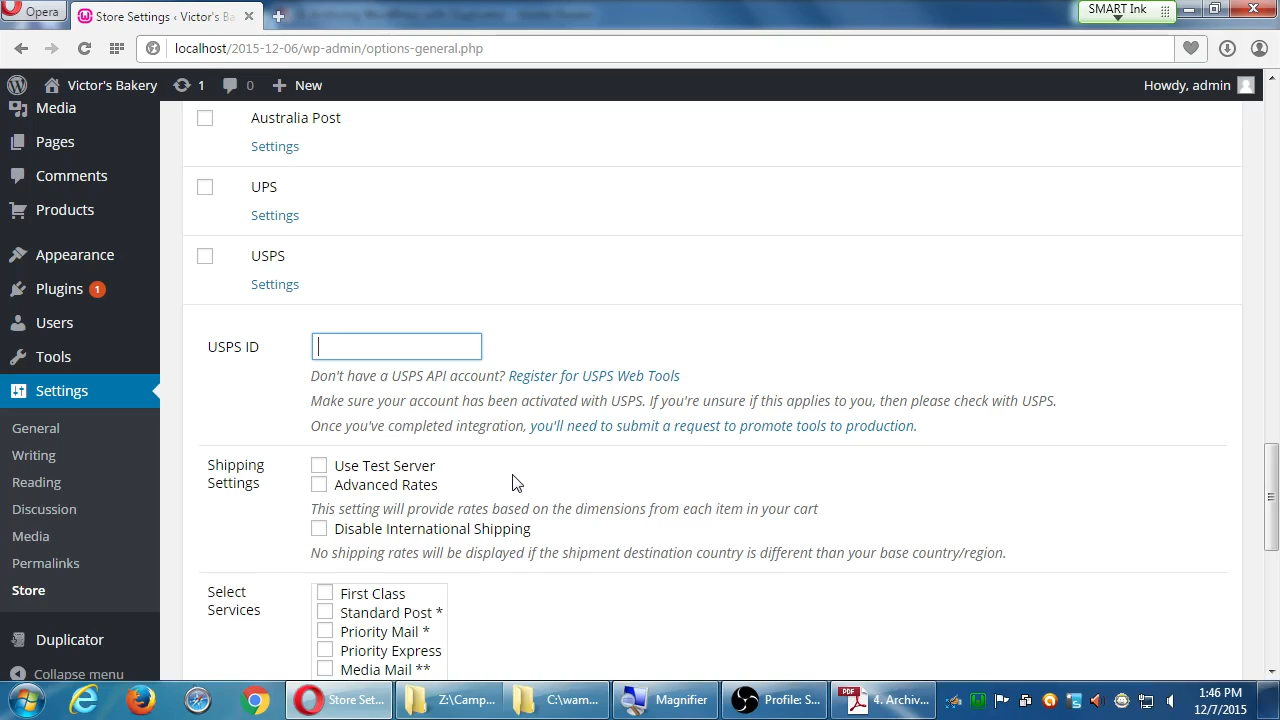 Opera
Store Settings ‹ Victor's Ba
SMART Ink
localhost/2015-12-06/wp-admin/options-general.php
Victor's Bakery
1
0
New
Howdy, admin
Media
Pages
Comments
Products
Appearance
Plugins 1
Users
Tools
Settings
General
Writing
Reading
Discussion
Media
Permalinks
Store
Duplicator
Collapse menu
Australia Post
Settings
UPS
Settings
USPS
Settings
USPS ID
Don't have a USPS API account? Register for USPS Web Tools
Make sure your account has been activated with USPS. If you're unsure if this applies to you, then please check with USPS.
Once you've completed integration, you'll need to submit a request to promote tools to production.
Shipping
Settings
Use Test Server
Advanced Rates
This setting will provide rates based on the dimensions from each item in your cart
Disable International Shipping
No shipping rates will be displayed if the shipment destination country is different than your base country/region.
Select
Services
First Class
Standard Post *
Priority Mail *
Priority Express
Media Mail **
Store Set...
Z:\Camp...
C:\wam...
Magnifier
Profile: S...
PDF
4. Archiv...
1:46 PM
12/7/2015